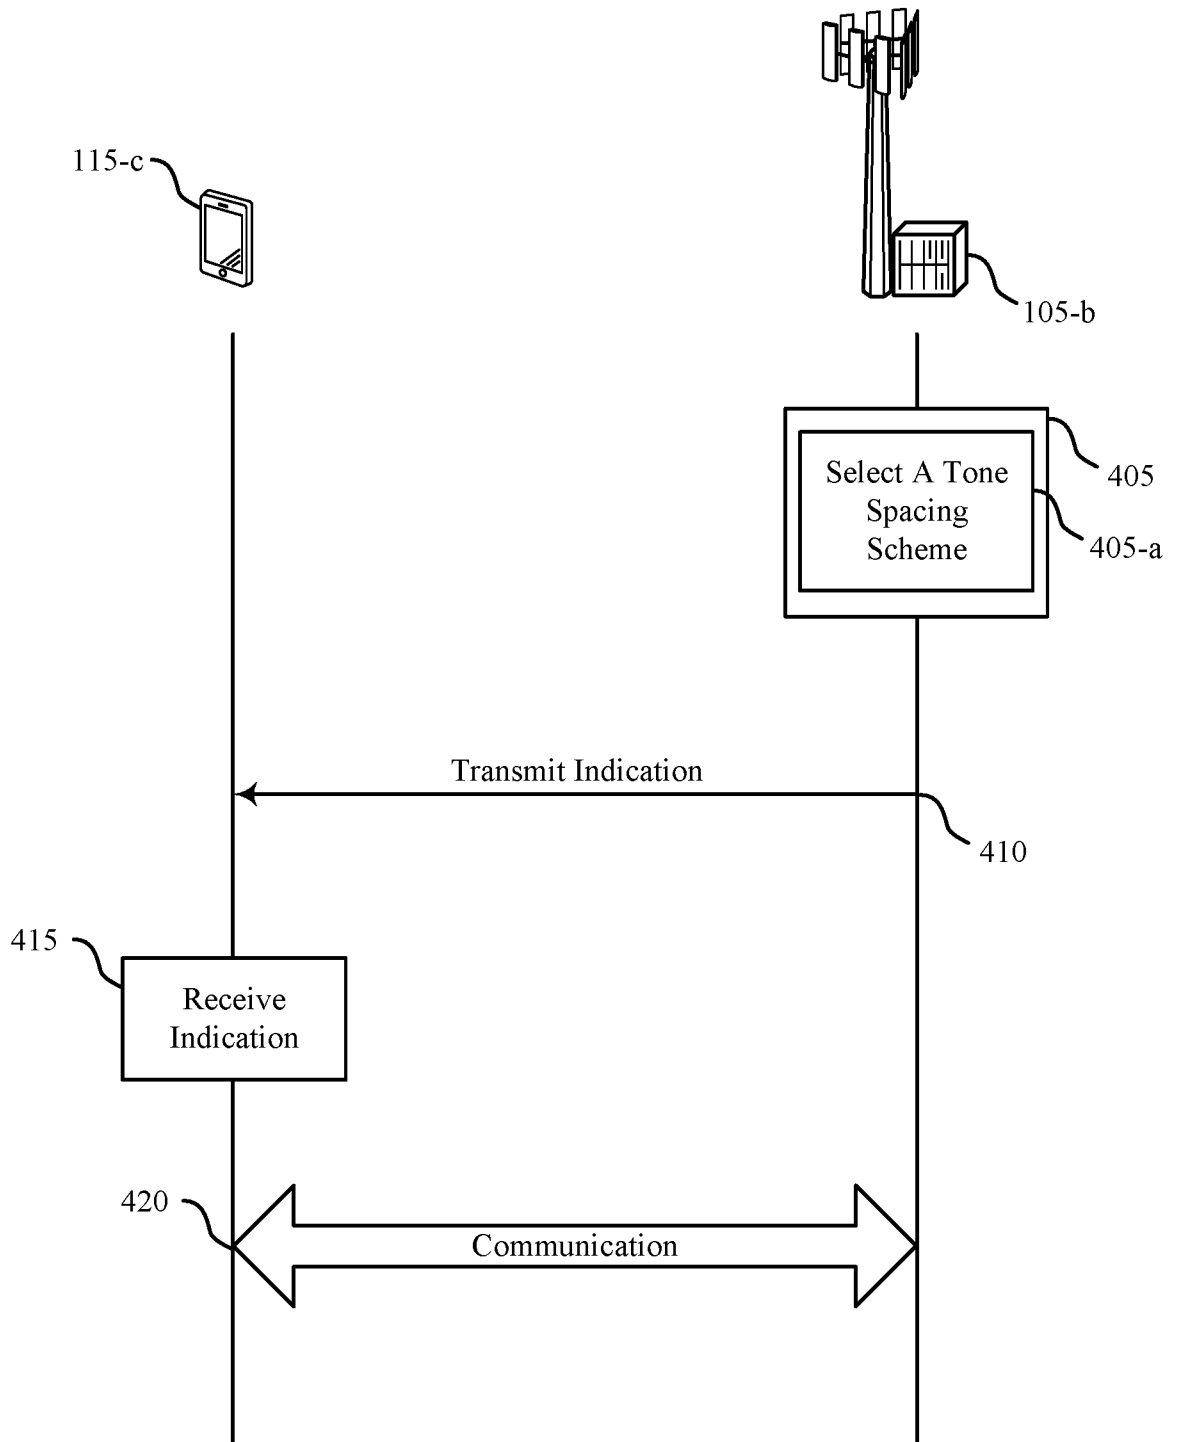 115-c
105-b
405
Select A Tone
Spacing
Scheme
405-a
Transmit Indication
410
415
Receive
Indication
420
Communication